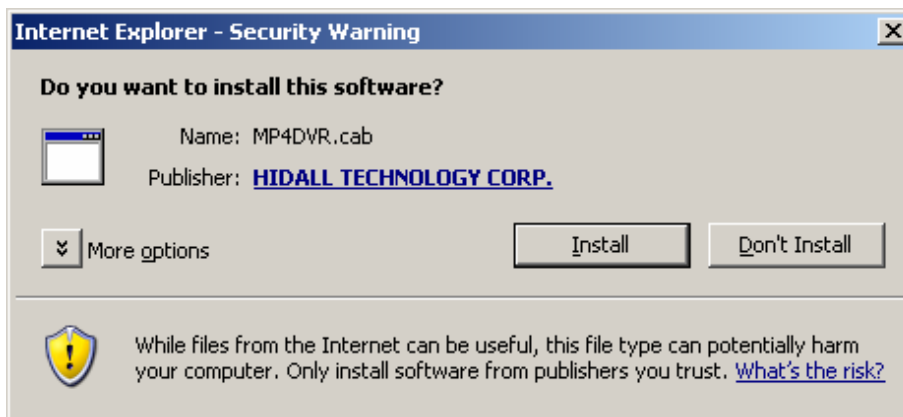 Internet Explorer - Security Warning
Do you want to install this software?
Name: MP4DVR.cab
Publisher: HIDALL TECHNOLOGY CORP.
More options
Install
Don't Install
While files from the Internet can be useful, this file type can potentially harm
your computer. Only install software from publishers you trust. What's the risk?